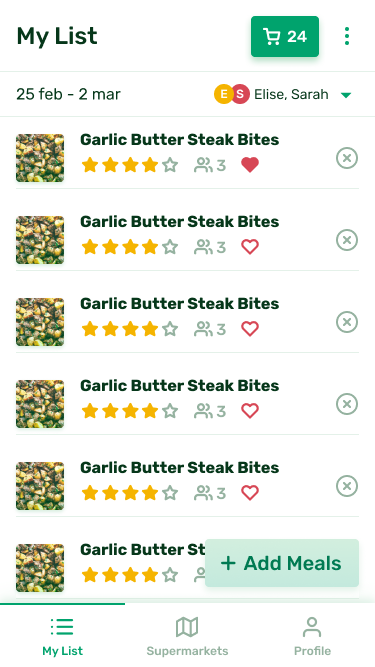 My List
24
25 feb - 2 mar
E S Elise, Sarah
Garlic Butter Steak Bites
3
Garlic Butter Steak Bites
3
Garlic Butter Steak Bites
3
Garlic Butter Steak Bites
3
Garlic Butter Steak Bites
3
Garlic Butter St
+ Add Meals
My List
Supermarkets
Profile